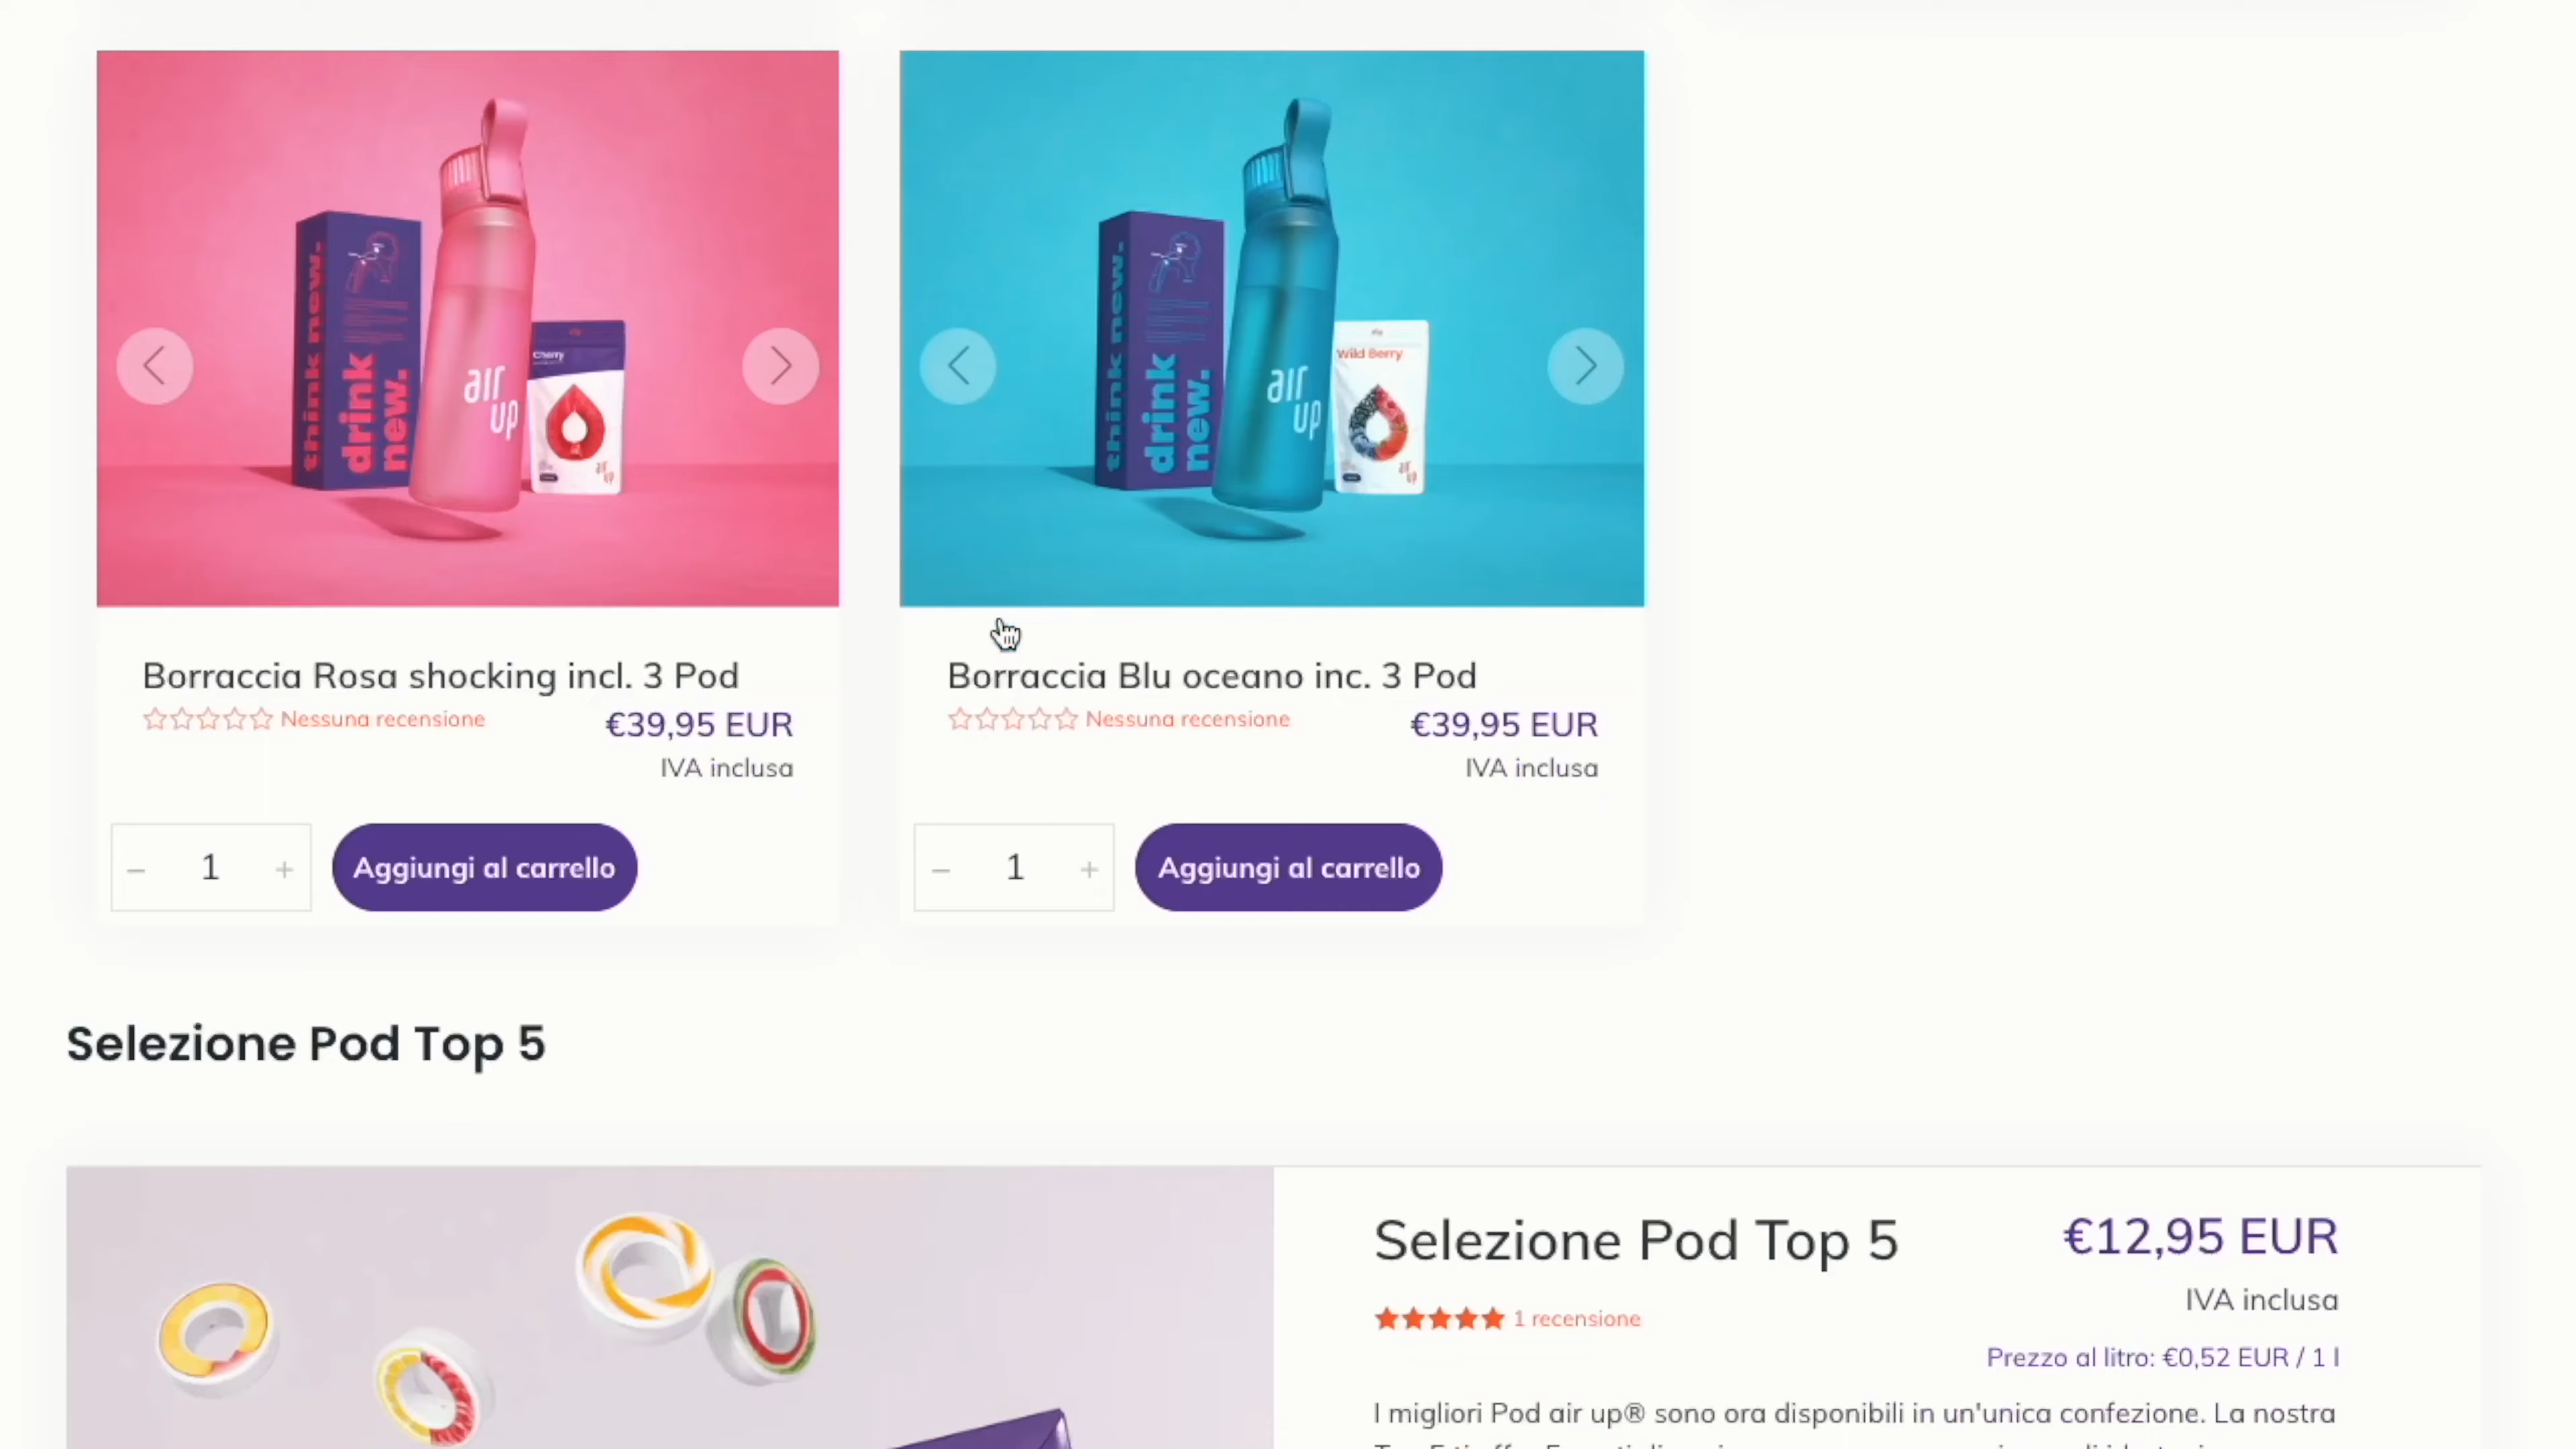 think new.
drink
new.
air
up
Cherry
air
up
think new.
drink
new.
air
up
Wild Berry
air
up
Borraccia Rosa shocking incl. 3 Pod
Nessuna recensione
€39,95 EUR
IVA inclusa
− 1 +
Aggiungi al carrello
Borraccia Blu oceano inc. 3 Pod
Nessuna recensione
€39,95 EUR
IVA inclusa
− 1 +
Aggiungi al carrello
Selezione Pod Top 5
Selezione Pod Top 5
€12,95 EUR
IVA inclusa
1 recensione
Prezzo al litro: €0,52 EUR / 1 l
I migliori Pod air up® sono ora disponibili in un'unica confezione. La nostra